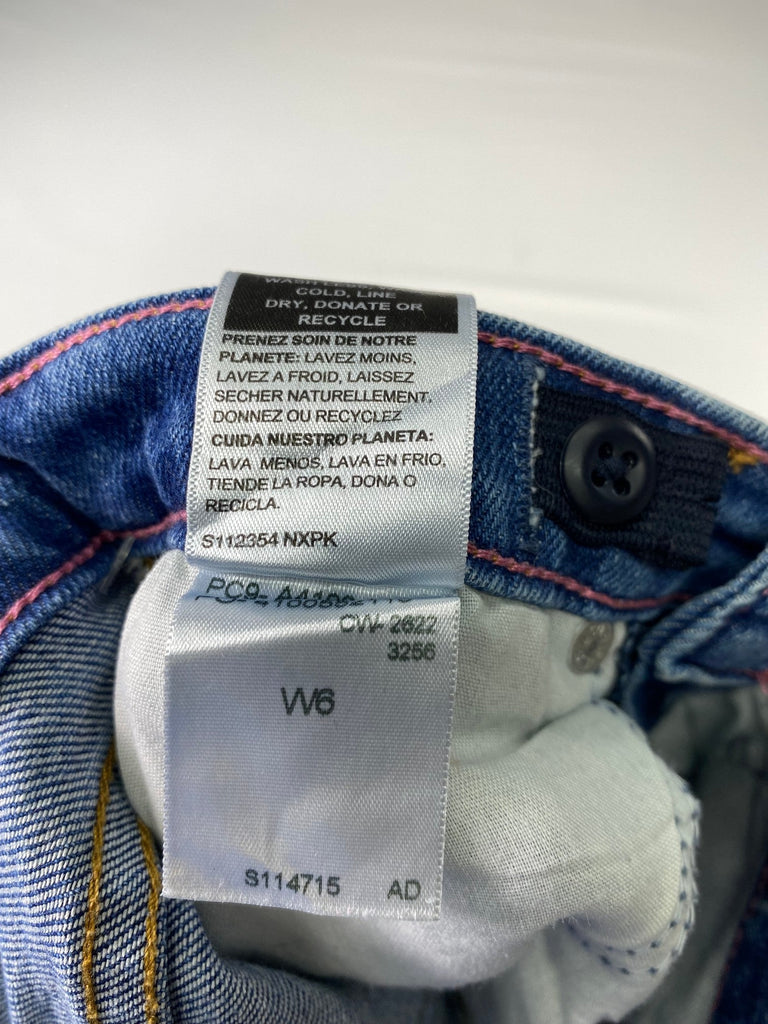 COLD, LINE
DRY, DONATE OR
RECYCLE
PRENEZ SOIN DE NOTRE
PLANETE: LAVEZ MOINS,
LAVEZ A FROID, LAISSEZ
SECHER NATURELLEMENT.
DONNEZ OU RECYCLEZ
CUIDA NUESTRO PLANETA:
LAVA MENOS, LAVA EN FRIO,
TIENDE LA ROPA, DONA O
RECICLA.
S112354 NXPK
CW- 2622
3256
W6
S114715 AD